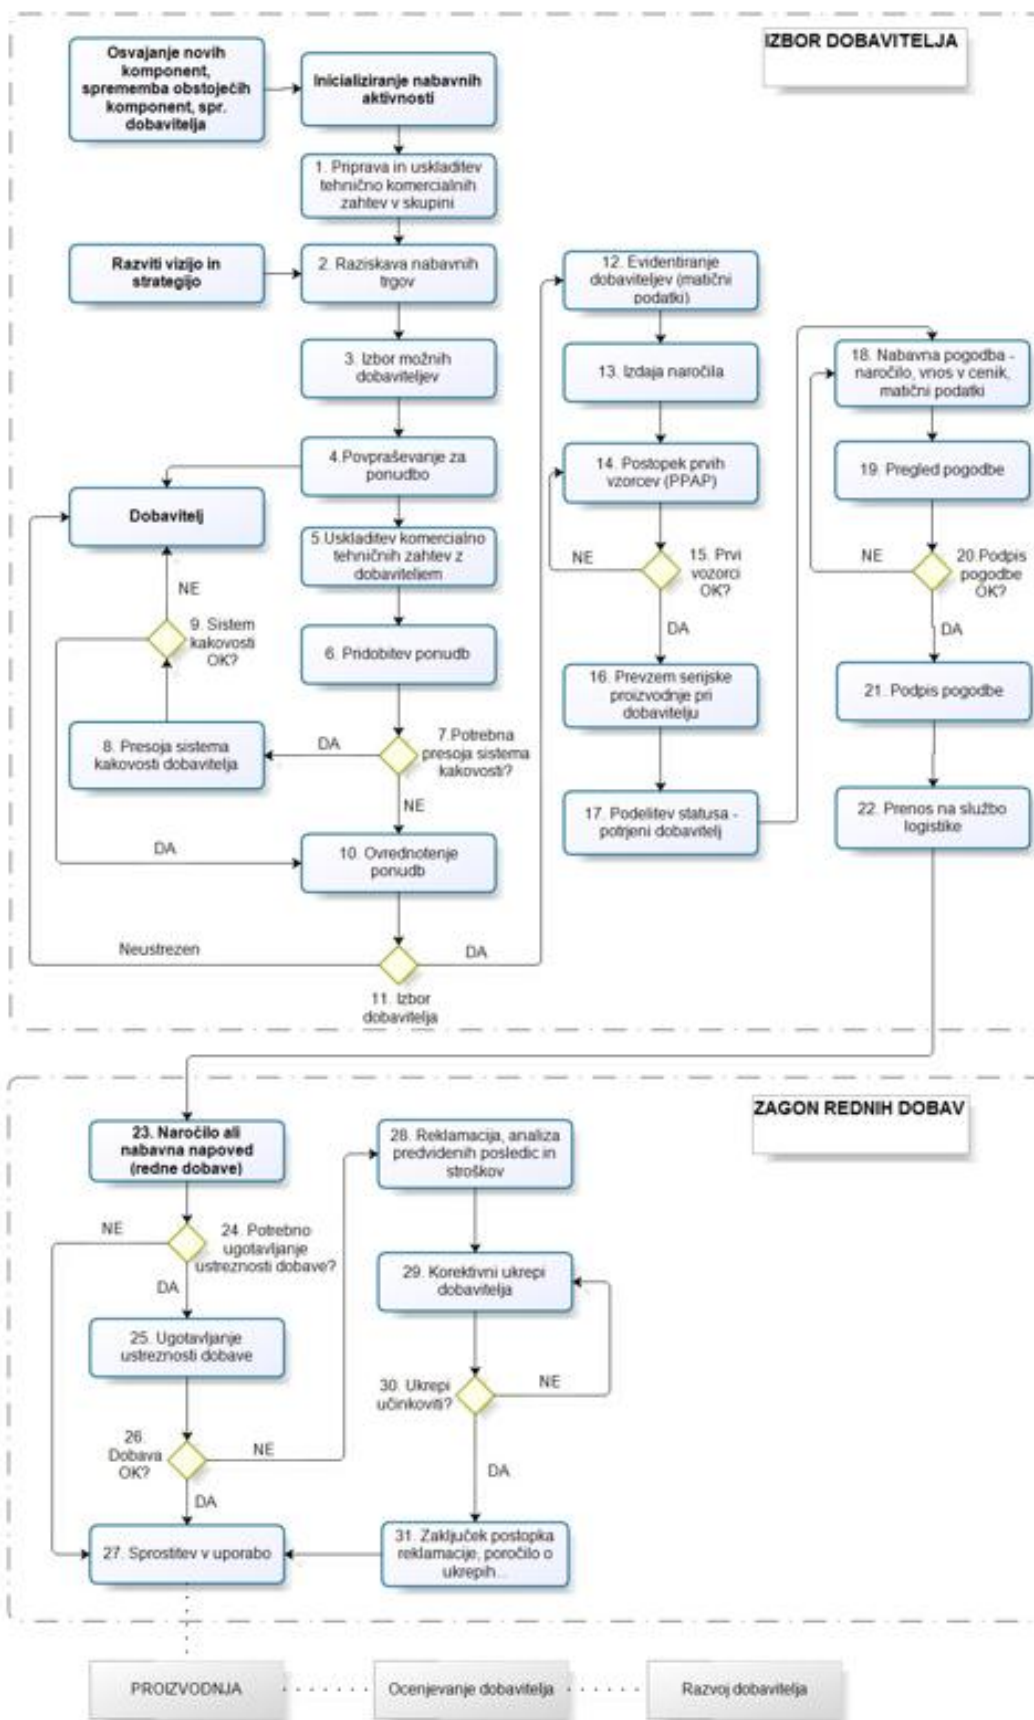 IZBOR DOBAVITELJA
Osvajanje novih
komponent,
sprememba obstoječih
komponent, spr.
dobavitelja
Inicializiranje nabavnih
aktivnosti
1. Priprava in uskladitev
tehnično komercialnih
zahtev v skupini
Razviti vizijo in
strategijo
2. Raziskava nabavnih
trgov
3. Izbor možnih
dobaviteljev
4.Povpraševanje za
ponudbo
Dobavitelj
5.Uskladitev komercialno
tehničnih zahtev z
dobaviteljem
NE
9. Sistem
kakovosti
OK?
6. Pridobitev ponudb
8. Presoja sistema
kakovosti dobavitelja
DA
7.Potrebna
presoja sistema
kakovosti?
NE
DA
10. Ovrednotenje
ponudb
Neustrezen
DA
11. Izbor
dobavitelja
12. Evidentiranje
dobaviteljev (matični
podatki)
13. Izdaja naročila
14. Postopek prvih
vzorcev (PPAP)
NE
15. Prvi
vozorci
OK?
DA
16. Prevzem serijske
proizvodnje pri
dobavitelju
17. Podelitev statusa -
potrjeni dobavitelj
18. Nabavna pogodba -
naročilo, vnos v cenik,
matični podatki
19. Pregled pogodbe
NE
20.Podpis
pogodbe
OK?
DA
21. Podpis pogodbe
22. Prenos na službo
logistike
ZAGON REDNIH DOBAV
23. Naročilo ali
nabavna napoved
(redne dobave)
NE
24. Potrebno
ugotavljanje
ustreznosti dobave?
DA
25. Ugotavljanje
ustreznosti dobave
26.
Dobava
OK?
NE
DA
27. Sprostitev v uporabo
28. Reklamacija, analiza
predvidenih posledic in
stroškov
29. Korektivni ukrepi
dobavitelja
30. Ukrepi
učinkoviti?
NE
DA
31. Zaključek postopka
reklamacije, poročilo o
ukrepih...
PROIZVODNJA
Ocenjevanje dobavitelja
Razvoj dobavitelja